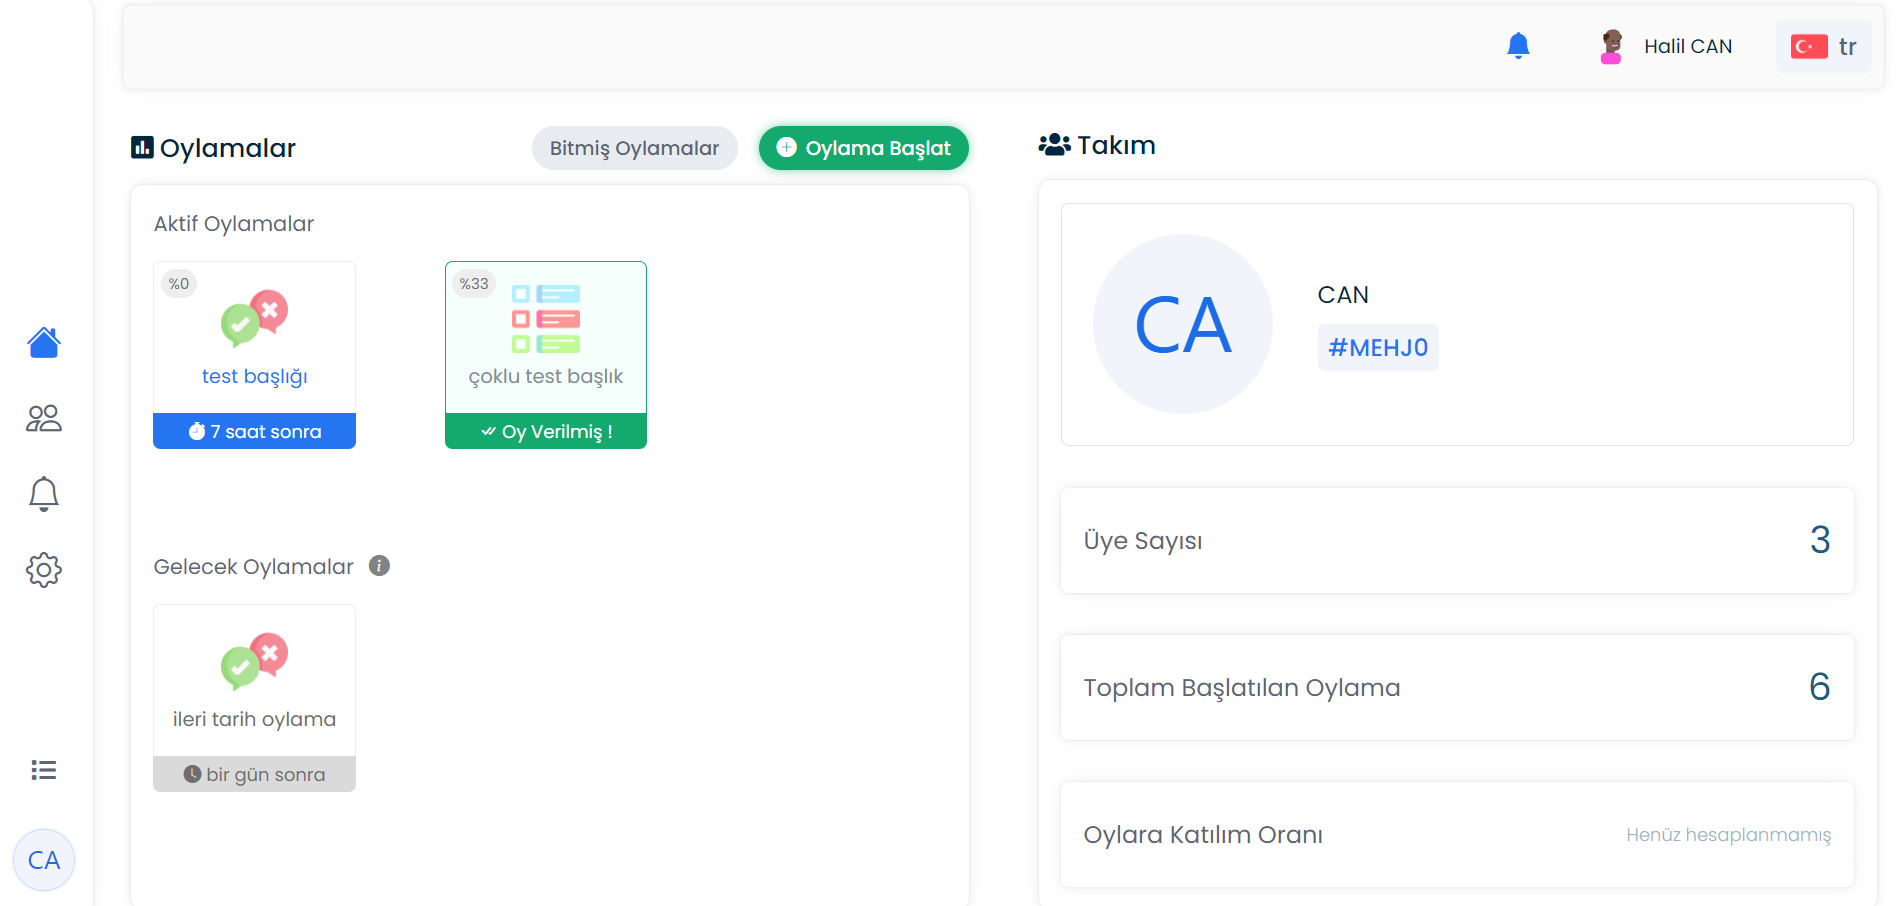 Halil CAN
tr
Oylamalar
Bitmiş Oylamalar
Oylama Başlat
Aktif Oylamalar
%0
test başlığı
7 saat sonra
%33
çoklu test başlık
Oy Verilmiş !
Gelecek Oylamalar
ileri tarih oylama
bir gün sonra
Takım
CA
CAN
#MEHJ0
Üye Sayısı
3
Toplam Başlatılan Oylama
6
Oylara Katılım Oranı
Henüz hesaplanmamış
CA